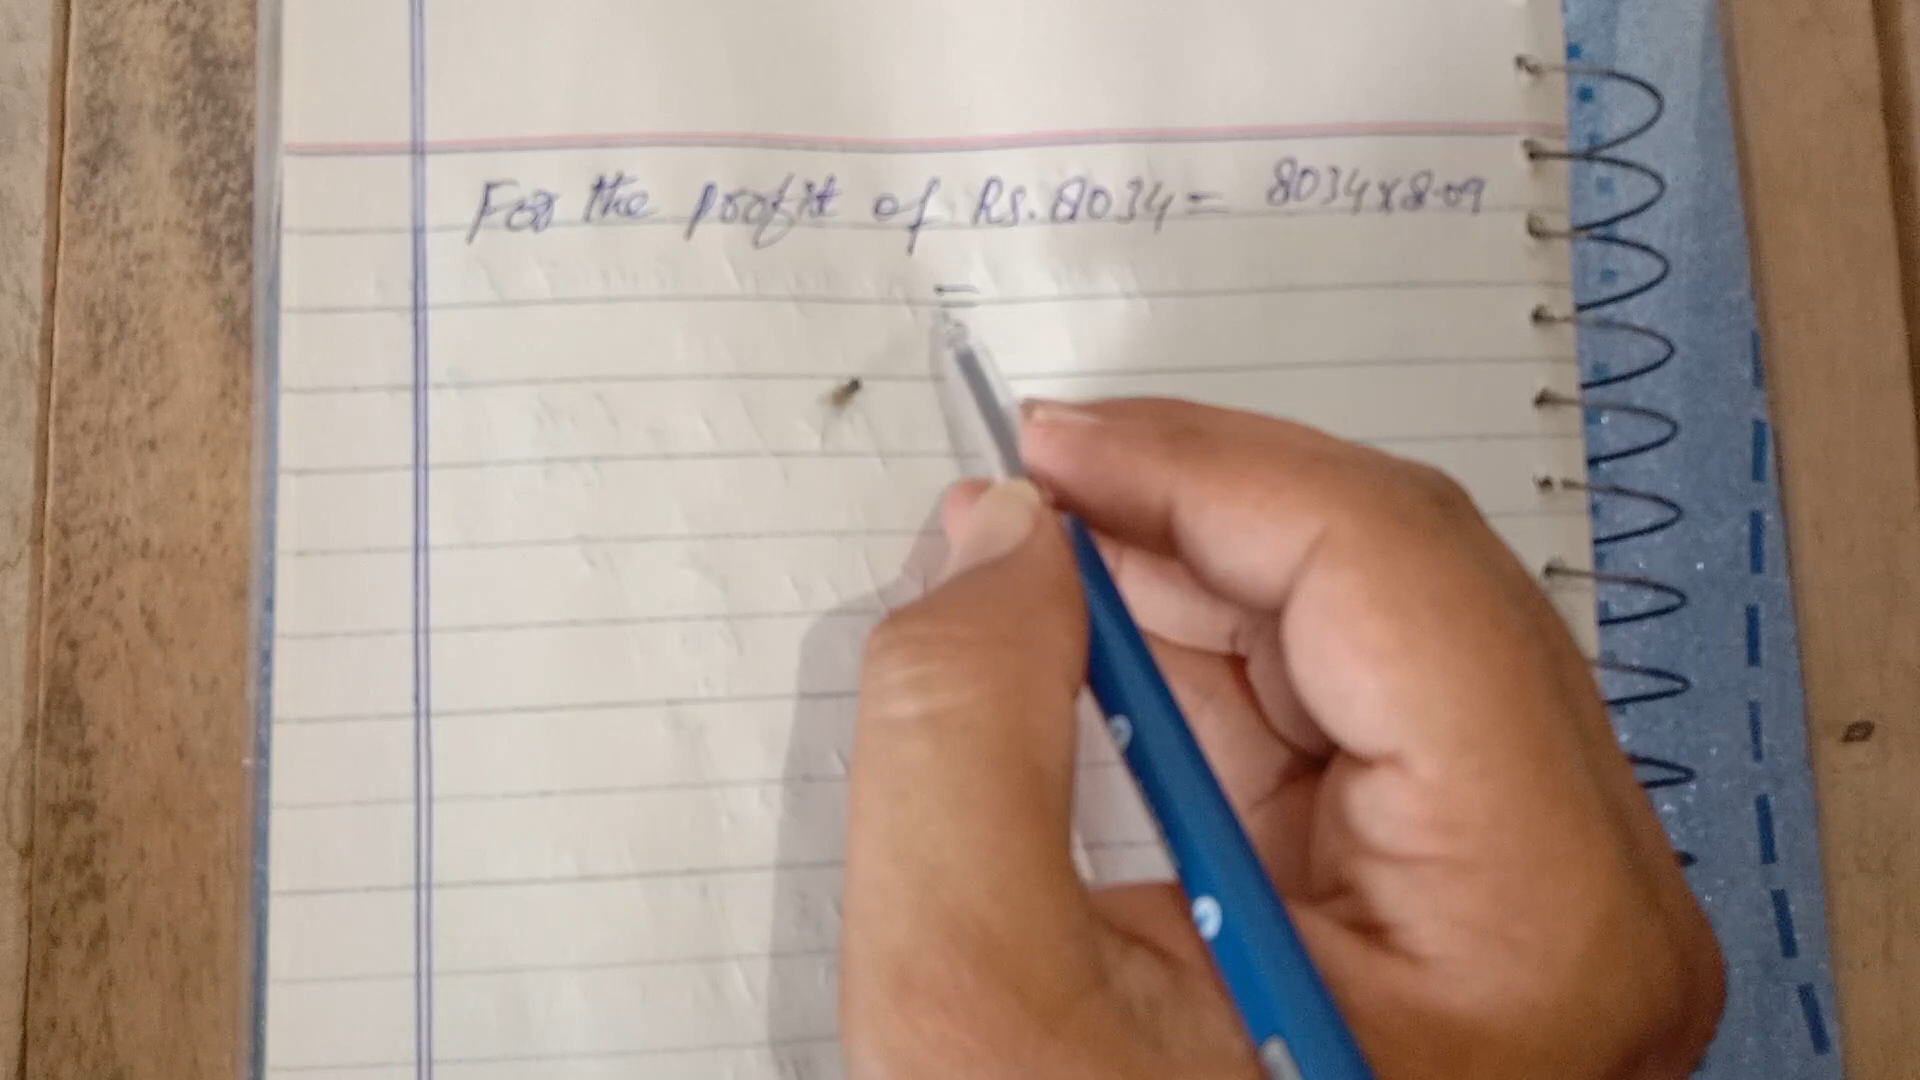 For the profit of Rs. 8034 = 8034x8.09
=